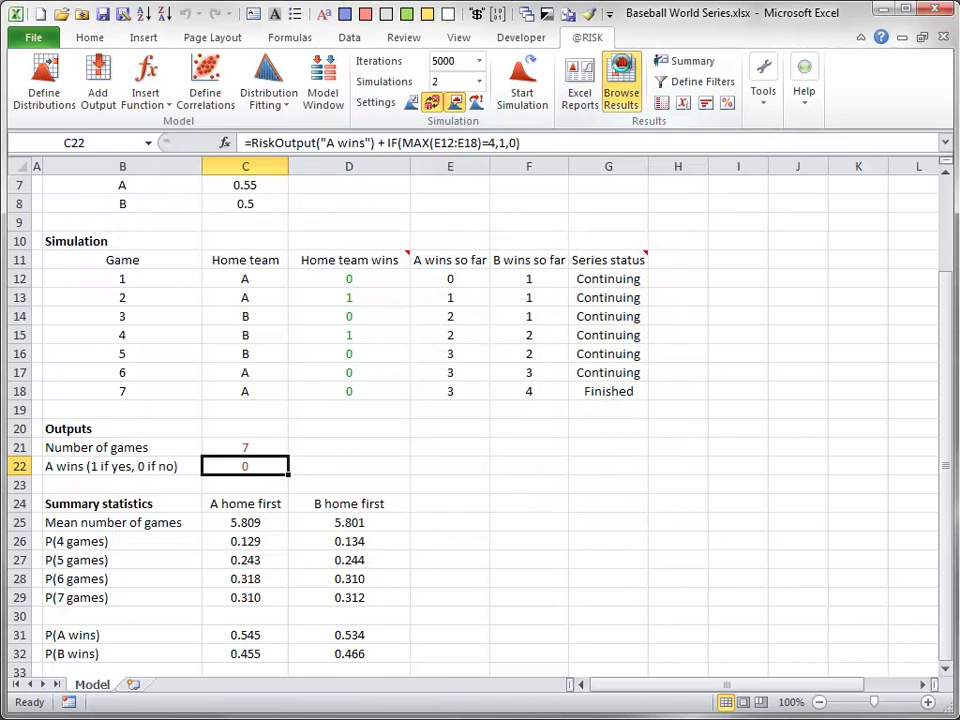 Baseball World Series.xlsx - Microsoft Excel
File Home Insert Page Layout Formulas Data Review View Developer @RISK
Define Distributions
Add Output
Insert Function
Define Correlations
Distribution Fitting
Model Window
Model
Iterations 5000
Simulations 2
Settings
Start Simulation
Simulation
Excel Reports
Browse Results
Summary
Define Filters
Results
Tools
Help
C22 fx =RiskOutput("A wins") + IF(MAX(E12:E18)=4,1,0)
A B C D E F G H I J K L
7 A 0.55
8 B 0.5
9
10 Simulation
11 Game Home team Home team wins A wins so far B wins so far Series status
12 1 A 0 0 1 Continuing
13 2 A 1 1 1 Continuing
14 3 B 0 2 1 Continuing
15 4 B 1 2 2 Continuing
16 5 B 0 3 2 Continuing
17 6 A 0 3 3 Continuing
18 7 A 0 3 4 Finished
19
20 Outputs
21 Number of games 7
22 A wins (1 if yes, 0 if no) 0
23
24 Summary statistics A home first B home first
25 Mean number of games 5.809 5.801
26 P(4 games) 0.129 0.134
27 P(5 games) 0.243 0.244
28 P(6 games) 0.318 0.310
29 P(7 games) 0.310 0.312
30
31 P(A wins) 0.545 0.534
32 P(B wins) 0.455 0.466
33
Model
Ready 100%